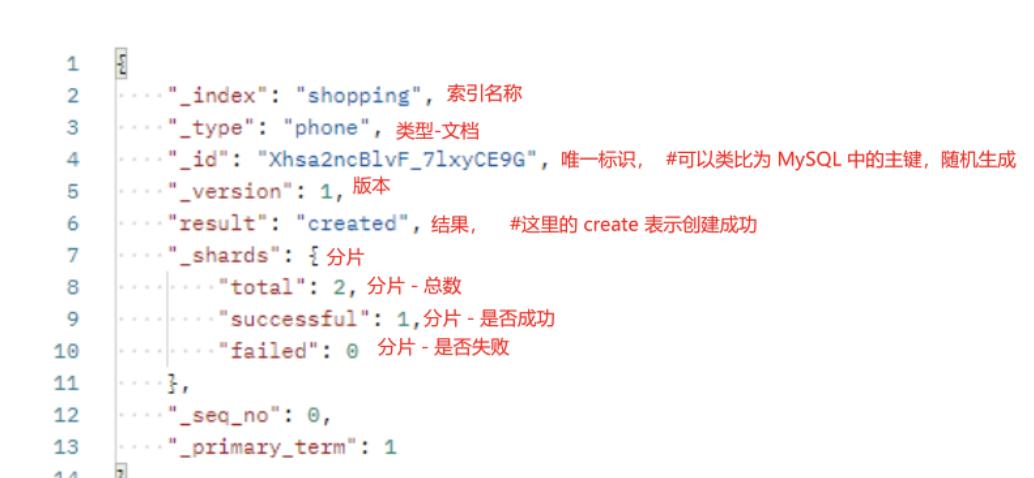 1 {
2 "_index": "shopping", 索引名称
3 "_type": "phone", 类型-文档
4 "_id": "Xhsa2ncBlvF_7lxyCE9G", 唯一标识， #可以类比为 MySQL 中的主键，随机生成
5 "_version": 1, 版本
6 "result": "created", 结果， #这里的 create 表示创建成功
7 "_shards": { 分片
8 "total": 2, 分片 - 总数
9 "successful": 1, 分片 - 是否成功
10 "failed": 0 分片 - 是否失败
11 },
12 "_seq_no": 0,
13 "_primary_term": 1
14 }